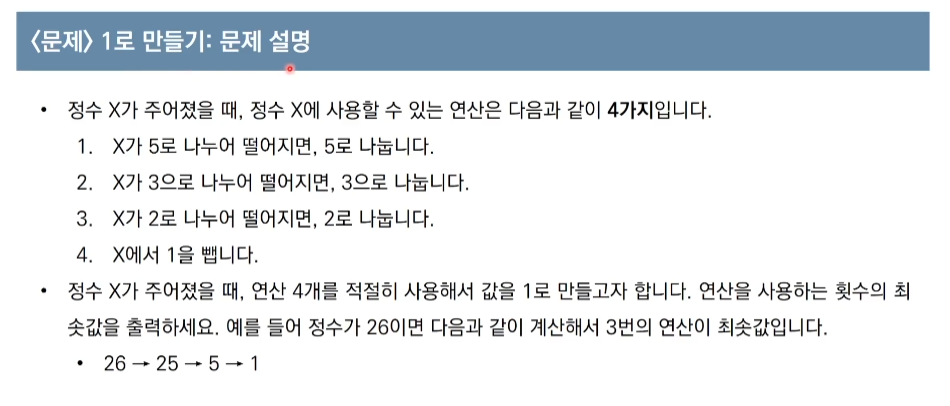 〈문제〉 1로 만들기: 문제 설명
• 정수 X가 주어졌을 때, 정수 X에 사용할 수 있는 연산은 다음과 같이 4가지입니다.
1. X가 5로 나누어 떨어지면, 5로 나눕니다.
2. X가 3으로 나누어 떨어지면, 3으로 나눕니다.
3. X가 2로 나누어 떨어지면, 2로 나눕니다.
4. X에서 1을 뺍니다.
• 정수 X가 주어졌을 때, 연산 4개를 적절히 사용해서 값을 1로 만들고자 합니다. 연산을 사용하는 횟수의 최
솟값을 출력하세요. 예를 들어 정수가 26이면 다음과 같이 계산해서 3번의 연산이 최솟값입니다.
• 26 → 25 → 5 → 1